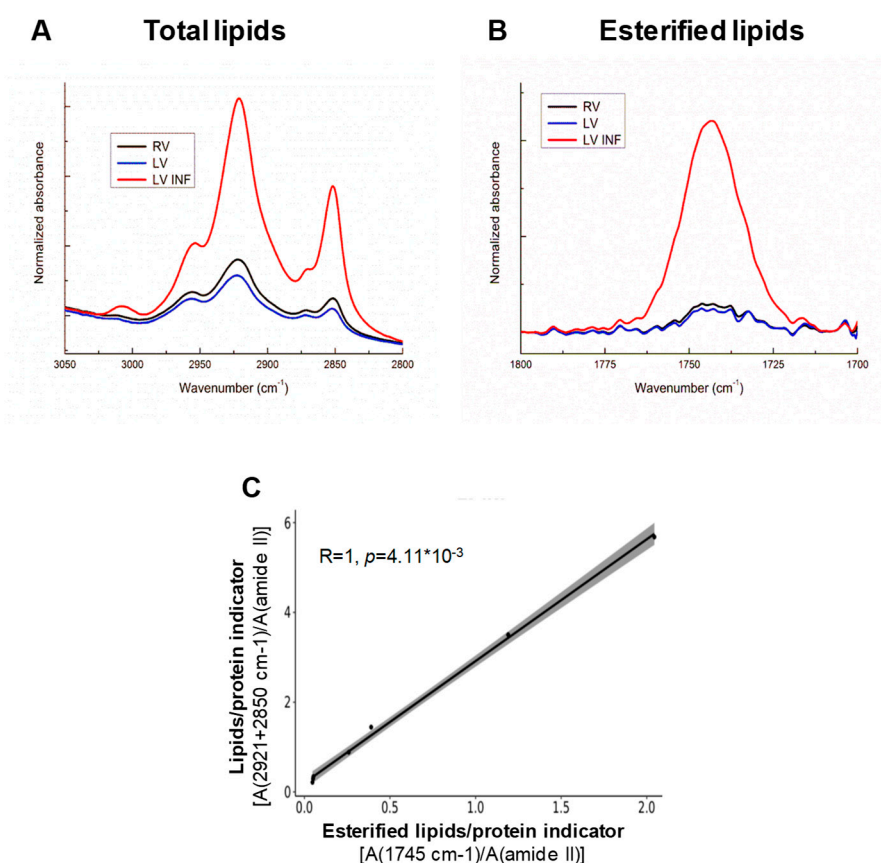 A Total lipids
Normalized absorbance
RV
LV
LV INF
3050 3000 2950 2900 2850 2800
Wavenumber (cm⁻¹)
B Esterified lipids
Normalized absorbance
RV
LV
LV INF
1800 1775 1750 1725 1700
Wavenumber (cm⁻¹)
C
Lipids/protein indicator
[A(2921+2850 cm-1)/A(amide II)]
6
R=1, p=4.11*10⁻³
4
2
0
0.0 0.5 1.0 1.5 2.0
Esterified lipids/protein indicator
[A(1745 cm-1)/A(amide II)]